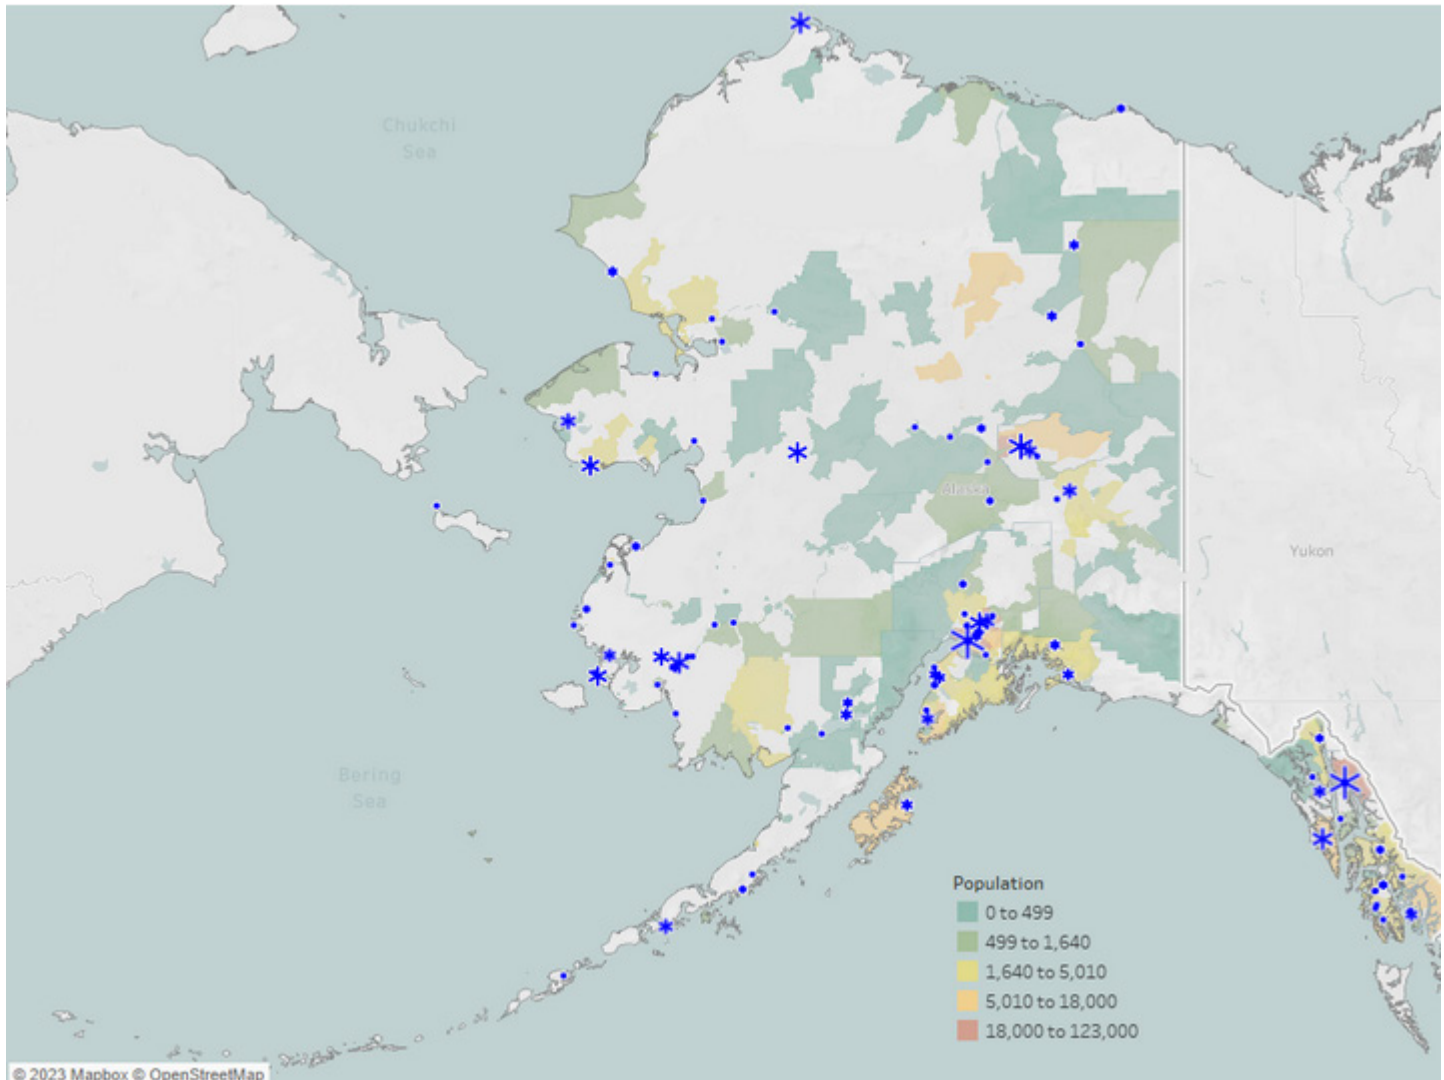 Chukchi
Sea
Alaska
Yukon
Bering
Sea
Population
0 to 499
499 to 1,640
1,640 to 5,010
5,010 to 18,000
18,000 to 123,000
© 2023 Mapbox © OpenStreetMap